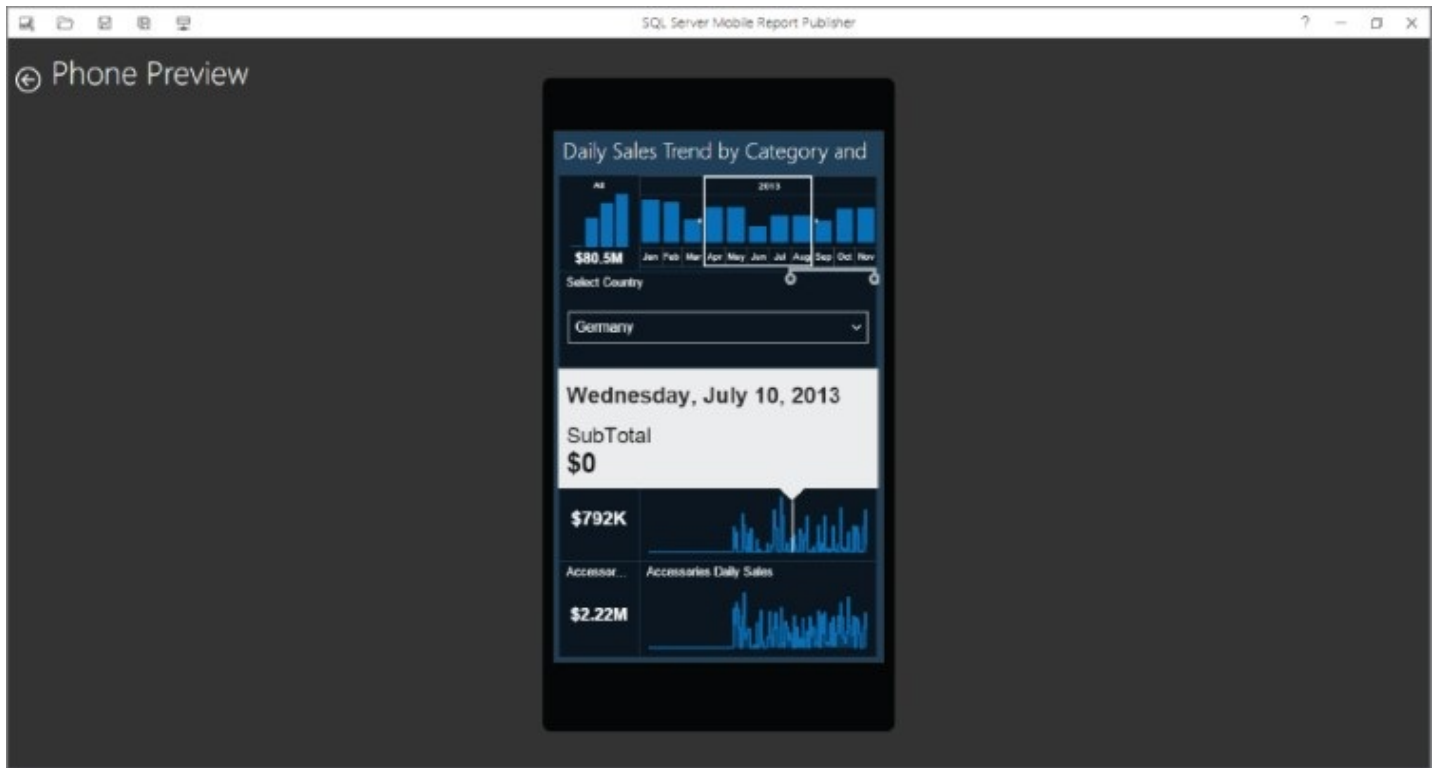 SQL Server Mobile Report Publisher
?
Phone Preview
Daily Sales Trend by Category and
All
2013
$80.5M
Jan Feb Mar Apr May Jun Jul Aug Sep Oct Nov
Select Country
Germany
Wednesday, July 10, 2013
SubTotal
$0
$792K
Accessor... Accessories Daily Sales
$2.22M